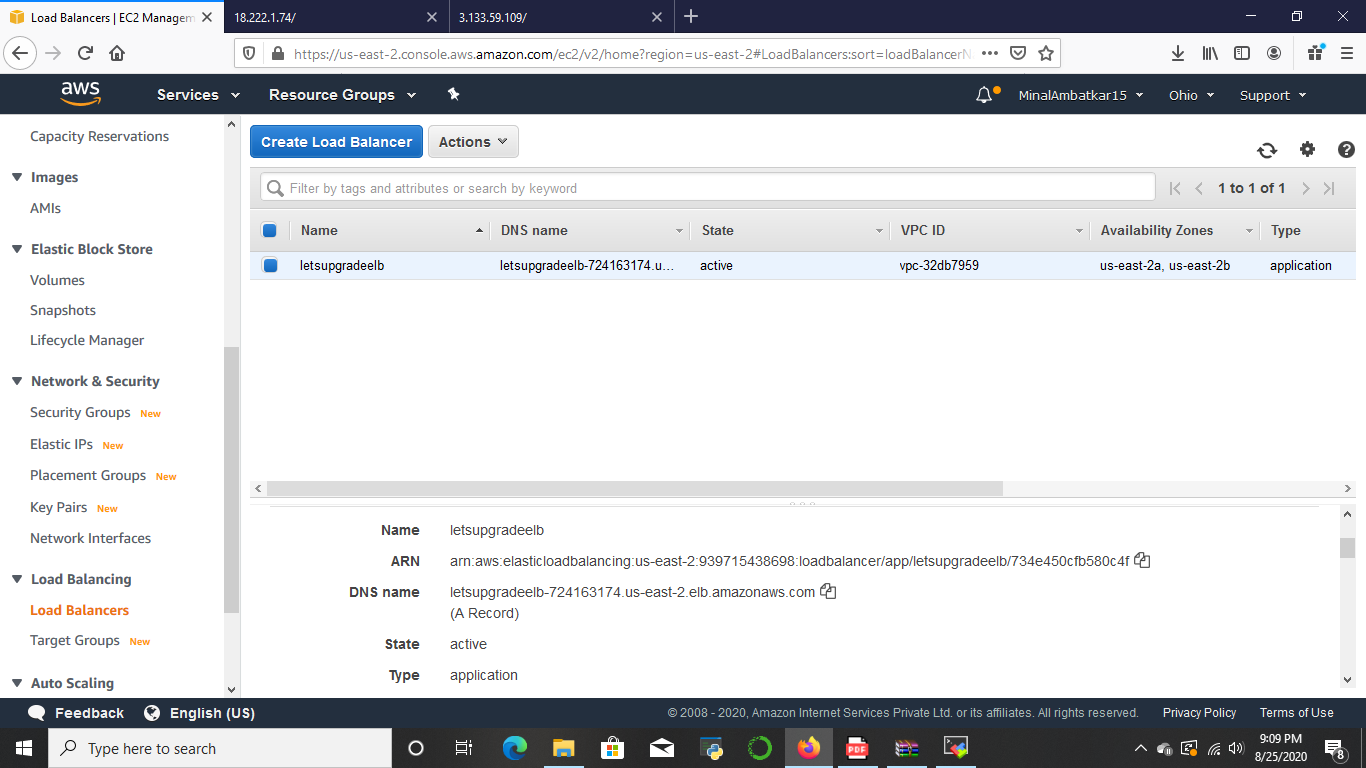 Load Balancers | EC2 Managem
18.222.1.74/
3.133.59.109/
https://us-east-2.console.aws.amazon.com/ec2/v2/home?region=us-east-2#LoadBalancers:sort=loadBalancerN
aws
Services
Resource Groups
MinalAmbatkar15
Ohio
Support
Capacity Reservations
Images
AMIs
Elastic Block Store
Volumes
Snapshots
Lifecycle Manager
Network & Security
Security Groups New
Elastic IPs New
Placement Groups New
Key Pairs New
Network Interfaces
Load Balancing
Load Balancers
Target Groups New
Auto Scaling
Create Load Balancer
Actions
Filter by tags and attributes or search by keyword
1 to 1 of 1
Name DNS name State VPC ID Availability Zones Type
letsupgradeelb letsupgradeelb-724163174.u... active vpc-32db7959 us-east-2a, us-east-2b application
Name letsupgradeelb
ARN arn:aws:elasticloadbalancing:us-east-2:939715438698:loadbalancer/app/letsupgradeelb/734e450cfb580c4f
DNS name letsupgradeelb-724163174.us-east-2.elb.amazonaws.com
(A Record)
State active
Type application
Feedback
English (US)
© 2008 - 2020, Amazon Internet Services Private Ltd. or its affiliates. All rights reserved.
Privacy Policy
Terms of Use
Type here to search
PDF
9:09 PM
8/25/2020
8